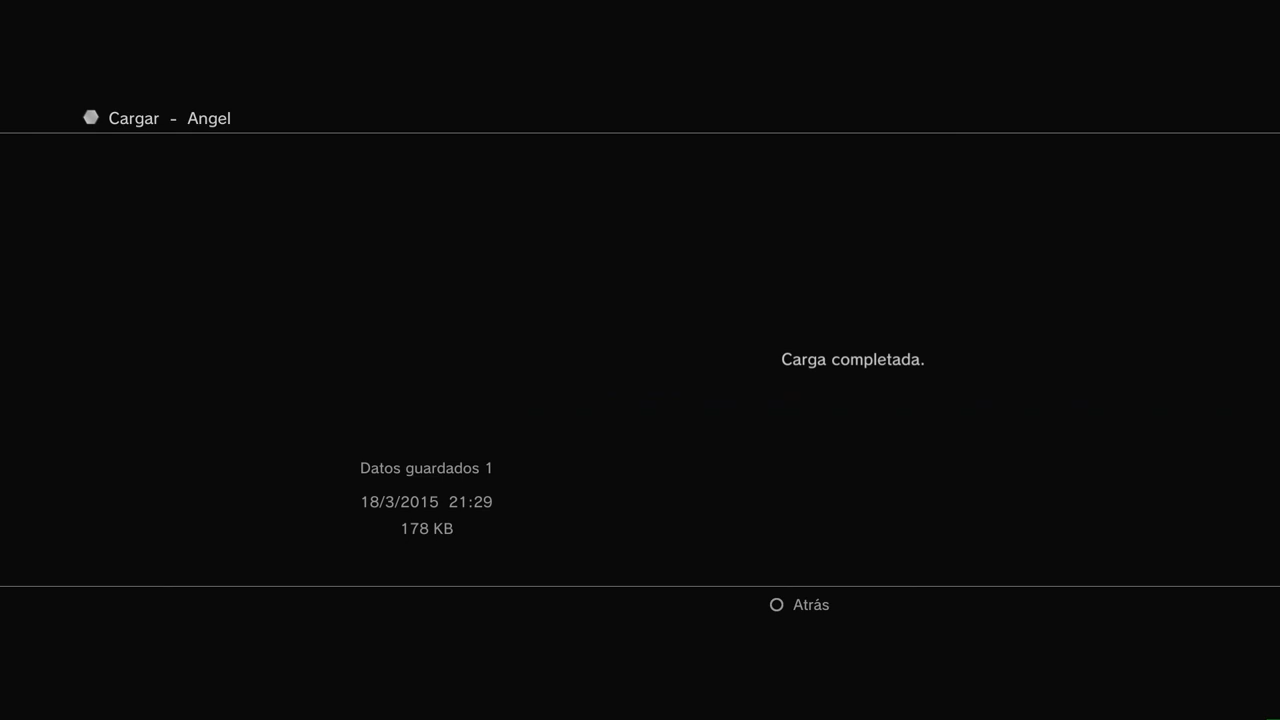 Cargar - Angel
Carga completada.
Datos guardados 1
18/3/2015 21:29
178 KB
Atrás